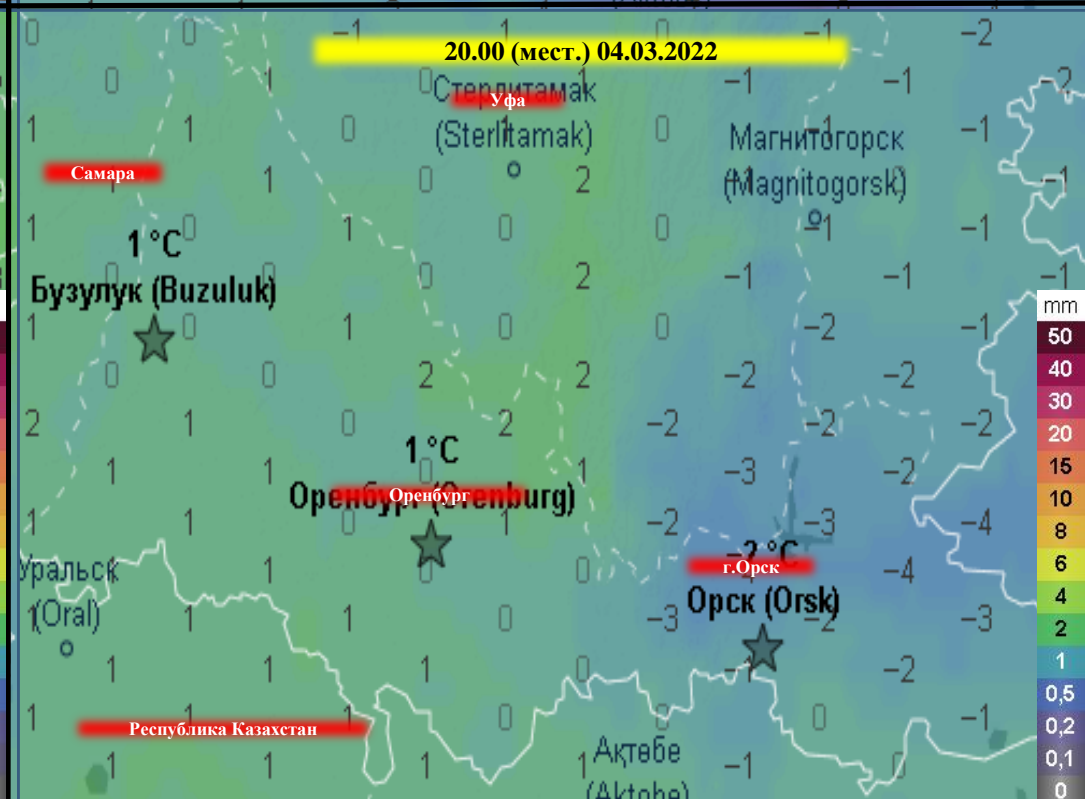 20.00 (мест.) 04.03.2022
Стерлитамак
Уфа
(Sterlitamak)
Магнитогорск
(Magnitogorsk)
Самара
1 °C
Бузулук (Buzuluk)
1 °C
Оренбург (Orenburg)
Оренбург
-2 °C
г.Орск
Орск (Orsk)
Уральск
(Oral)
Республика Казахстан
Ақтөбе
(Aktobe)
mm
50
40
30
20
15
10
8
6
4
2
1
0,5
0,2
0,1
0